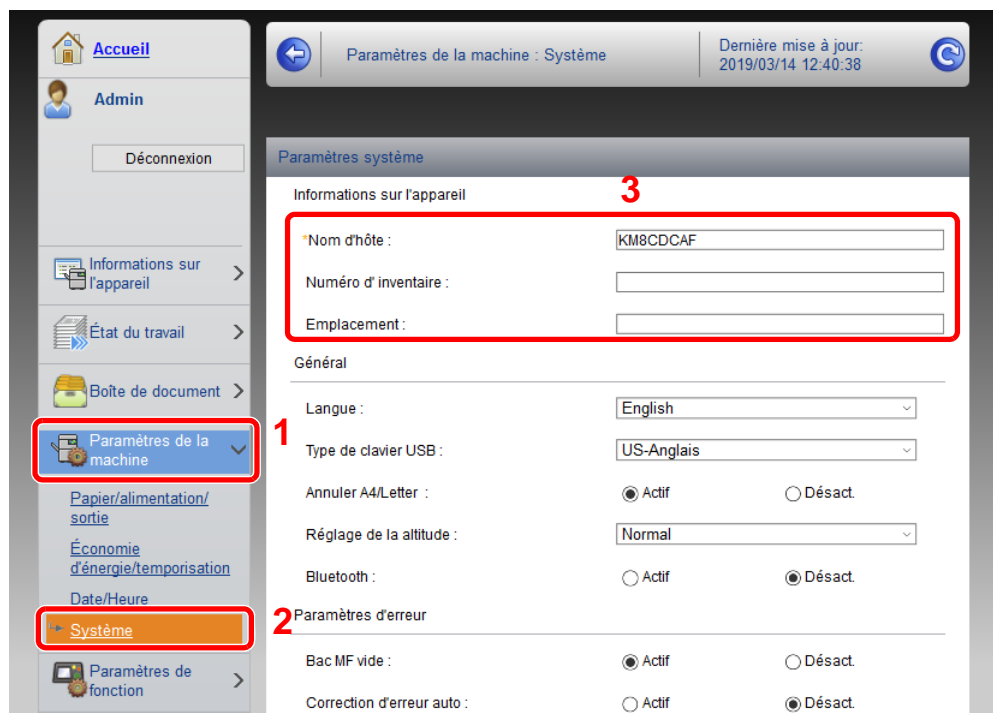 Accueil
Admin
Déconnexion
Informations sur
l'appareil
État du travail
Boîte de document
Paramètres de la
machine
1
Papier/alimentation/
sortie
Économie
d'énergie/temporisation
Date/Heure
Système
2
Paramètres de
fonction
Paramètres de la machine : Système
Dernière mise à jour:
2019/03/14 12:40:38
Paramètres système
Informations sur l'appareil
3
*Nom d'hôte : KM8CDCAF
Numéro d' inventaire :
Emplacement :
Général
Langue : English
Type de clavier USB : US-Anglais
Annuler A4/Letter : Actif Désact.
Réglage de la altitude : Normal
Bluetooth : Actif Désact.
Paramètres d'erreur
Bac MF vide : Actif Désact.
Correction d'erreur auto : Actif Désact.